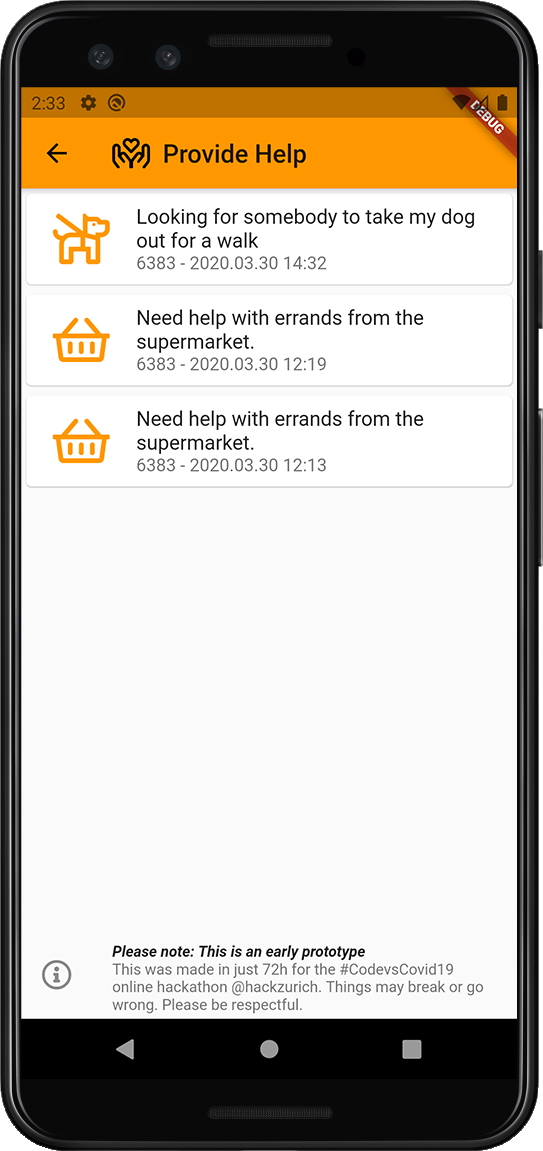 2:33
DEBUG
Provide Help
Looking for somebody to take my dog
out for a walk
6383 - 2020.03.30 14:32
Need help with errands from the
supermarket.
6383 - 2020.03.30 12:19
Need help with errands from the
supermarket.
6383 - 2020.03.30 12:13
Please note: This is an early prototype
This was made in just 72h for the #CodevsCovid19
online hackathon @hackzurich. Things may break or go
wrong. Please be respectful.